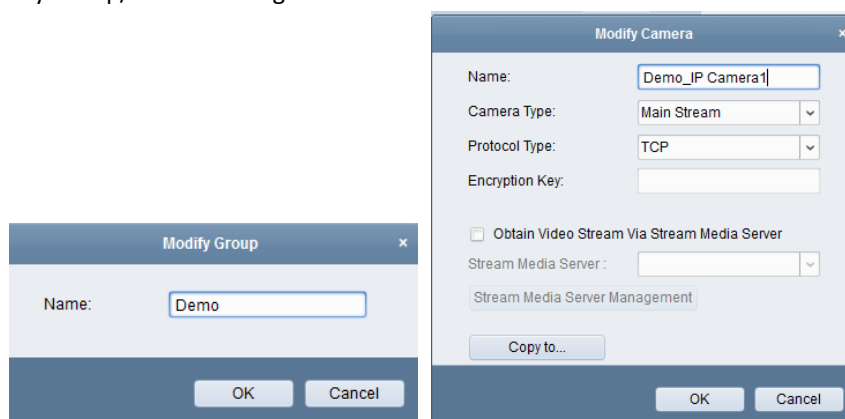 Modify Group ×
Name: Demo
OK Cancel
Modify Camera ×
Name: Demo_IP Camera1
Camera Type: Main Stream
Protocol Type: TCP
Encryption Key:
Obtain Video Stream Via Stream Media Server
Stream Media Server :
Stream Media Server Management
Copy to...
OK Cancel